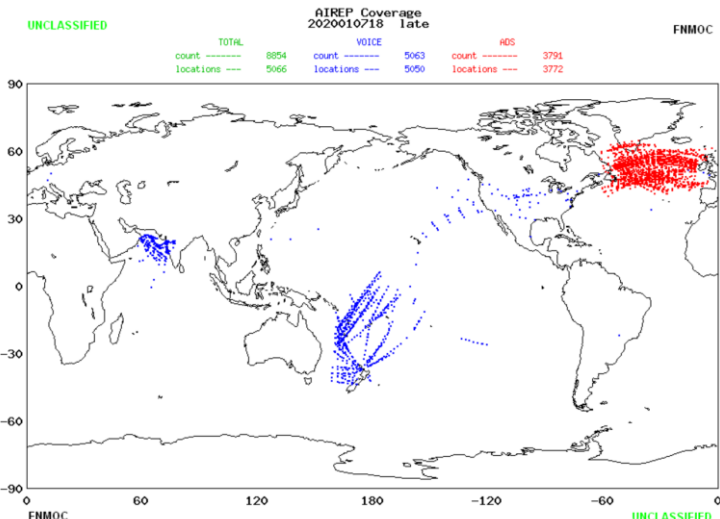 AIREP Coverage
2020010718 late
UNCLASSIFIED
FNMOC
TOTAL VOICE ADS
count ------- 8854 count ------- 5063 count ------- 3791
locations --- 5066 locations --- 5050 locations --- 3772
90
60
30
0
-30
-60
-90
0 60 120 180 -120 -60 0
FNMOC UNCLASSIFIED